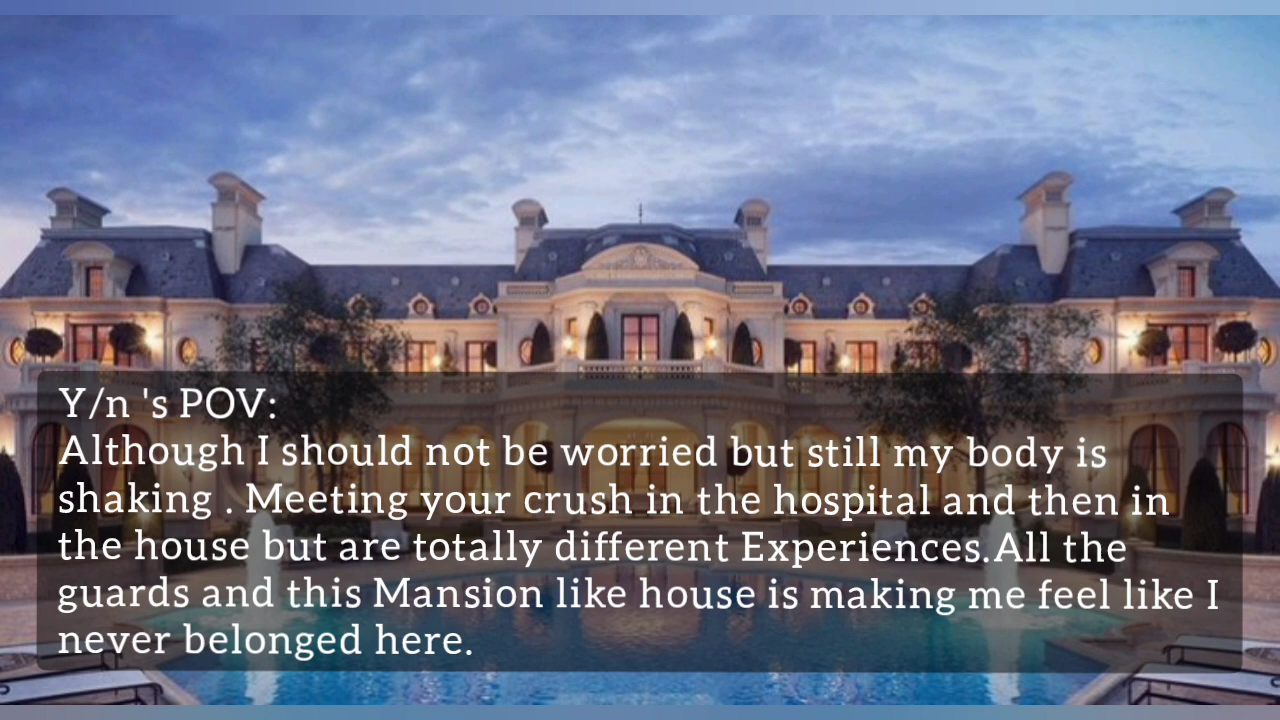 Y/n 's POV:
Although I should not be worried but still my body is
shaking . Meeting your crush in the hospital and then in
the house but are totally different Experiences.All the
guards and this Mansion like house is making me feel like I
never belonged here.